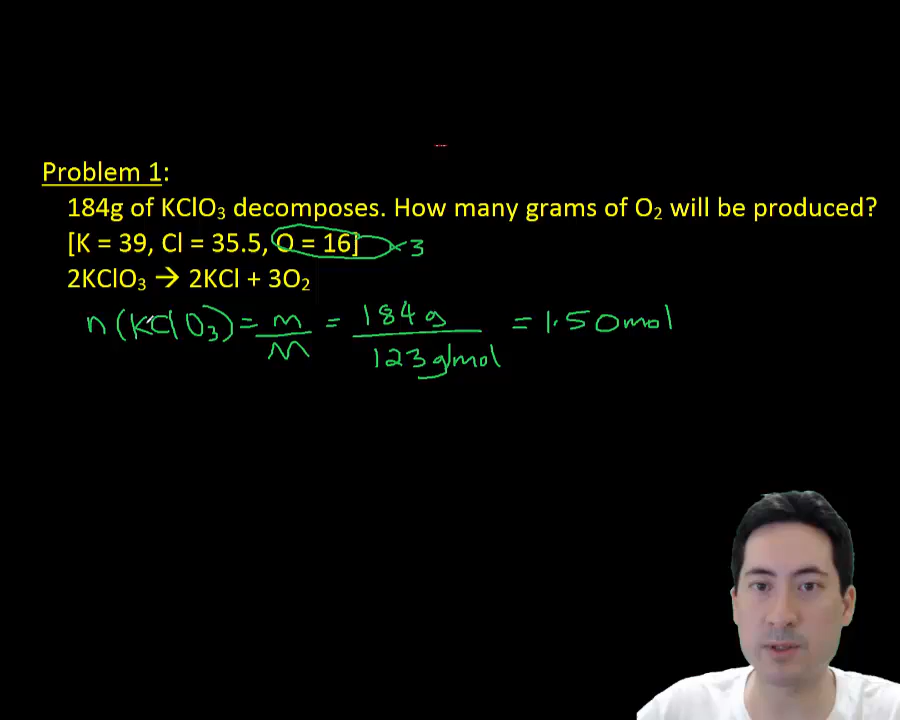 Problem 1:
184g of KClO₃ decomposes. How many grams of O₂ will be produced?
[K = 39, Cl = 35.5, O = 16] ×3
2KClO₃ → 2KCl + 3O₂
n(KClO₃) = m/M = 184g/123g/mol = 1.50mol